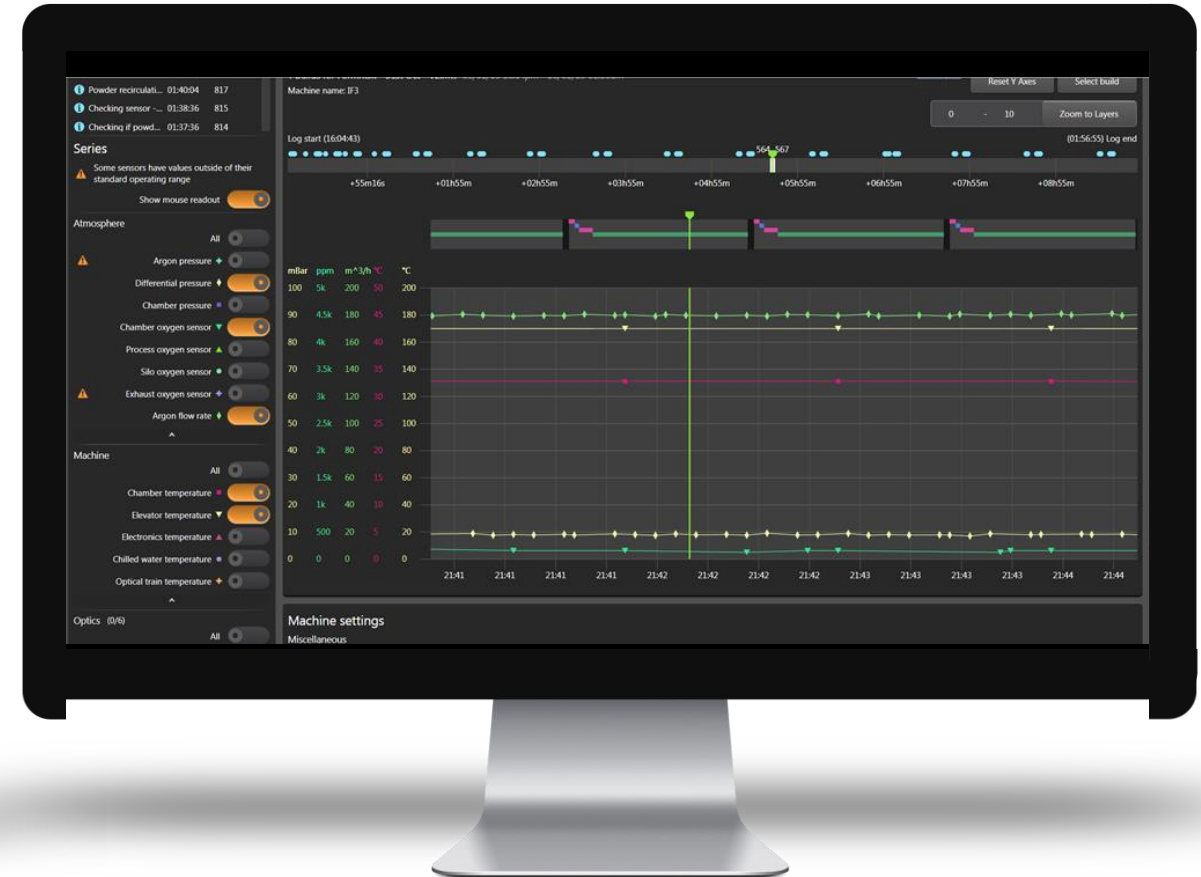 Powder recirculati... 01:40:04 817
Checking sensor -... 01:38:36 815
Checking if powd... 01:37:36 814
Series
Some sensors have values outside of their
standard operating range
Show mouse readout
Atmosphere
All
Argon pressure
Differential pressure
Chamber pressure
Chamber oxygen sensor
Process oxygen sensor
Silo oxygen sensor
Exhaust oxygen sensor
Argon flow rate
Machine
All
Chamber temperature
Elevator temperature
Electronics temperature
Chilled water temperature
Optical train temperature
Optics (0/6)
All
Machine name: IF3
Reset Y Axes
Select build
0 - 10 Zoom to Layers
Log start (16:04:43)
(01:56:55) Log end
564 567
+55m16s +01h55m +02h55m +03h55m +04h55m +05h55m +06h55m +07h55m +08h55m
mBar ppm m^3/h °C °C
100 5k 200 50 200
90 4.5k 180 45 180
80 4k 160 40 160
70 3.5k 140 35 140
60 3k 120 30 120
50 2.5k 100 25 100
40 2k 80 20 80
30 1.5k 60 15 60
20 1k 40 10 40
10 500 20 5 20
0 0 0 0 0
21:41 21:41 21:41 21:41 21:42 21:42 21:42 21:42 21:43 21:43 21:43 21:43 21:44 21:44
Machine settings
Miscellaneous